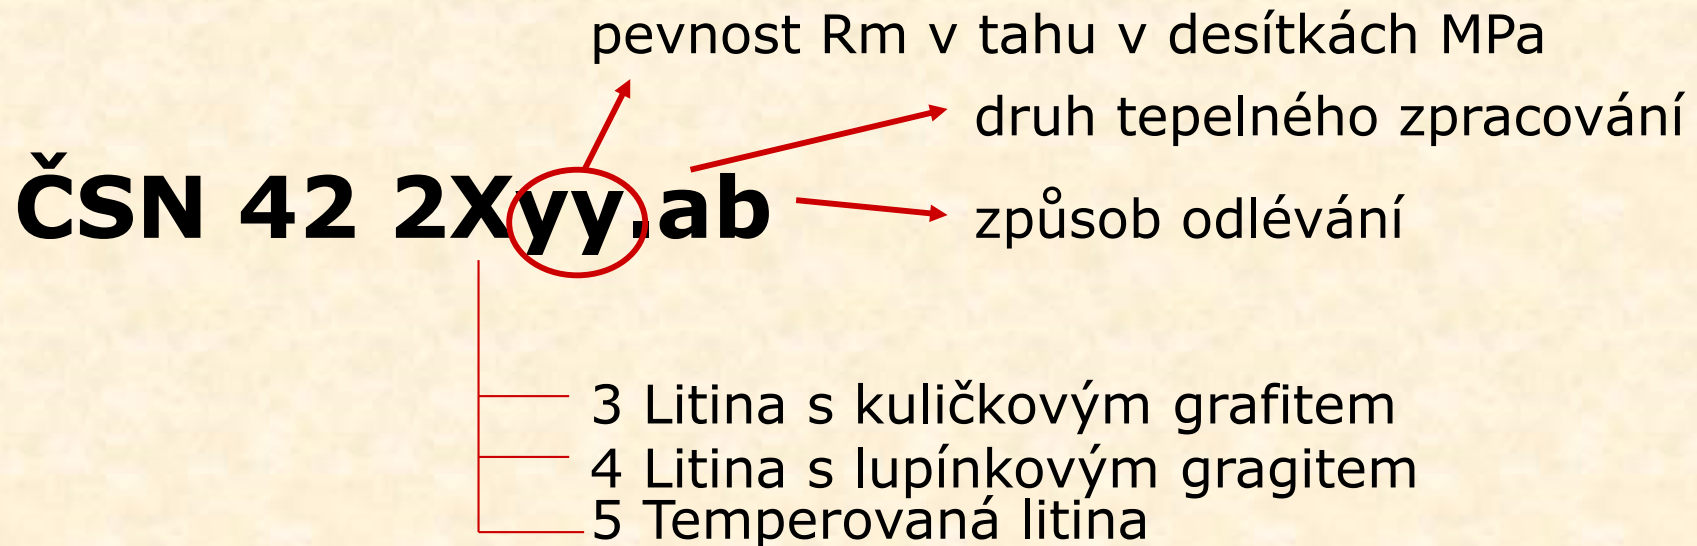 pevnost Rm v tahu v desítkách MPa
druh tepelného zpracování
ČSN 42 2Xyy.ab
způsob odlévání
3 Litina s kuličkovým grafitem
4 Litina s lupínkovým gragitem
5 Temperovaná litina